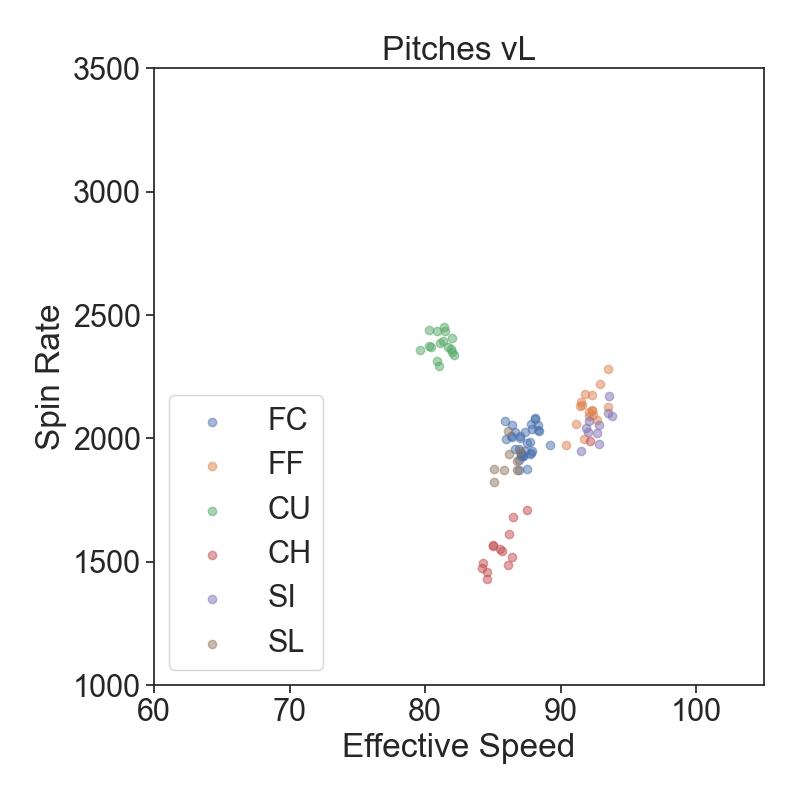 Pitches vL
3500
3000
2500
2000
1500
1000
Spin Rate
FC
FF
CU
CH
SI
SL
60 70 80 90 100
Effective Speed